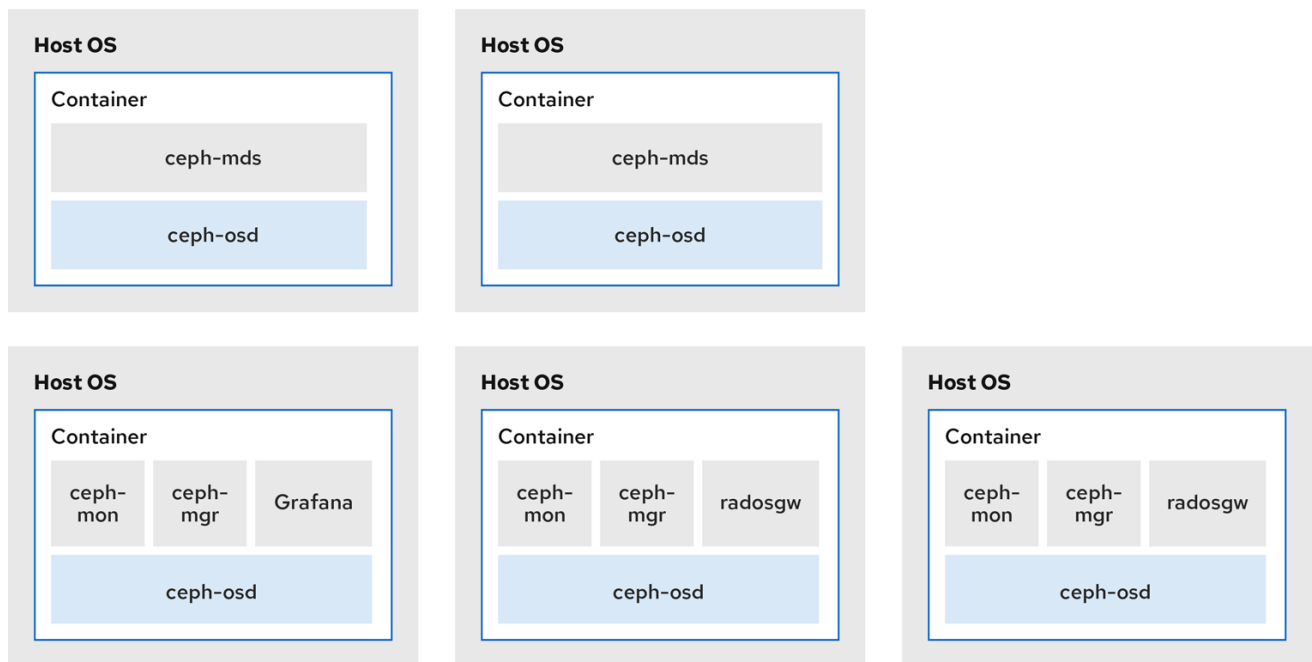 Host OS
Container
ceph-mds
ceph-osd
Host OS
Container
ceph-mds
ceph-osd
Host OS
Container
ceph-
mon
ceph-
mgr
Grafana
ceph-osd
Host OS
Container
ceph-
mon
ceph-
mgr
radosgw
ceph-osd
Host OS
Container
ceph-
mon
ceph-
mgr
radosgw
ceph-osd